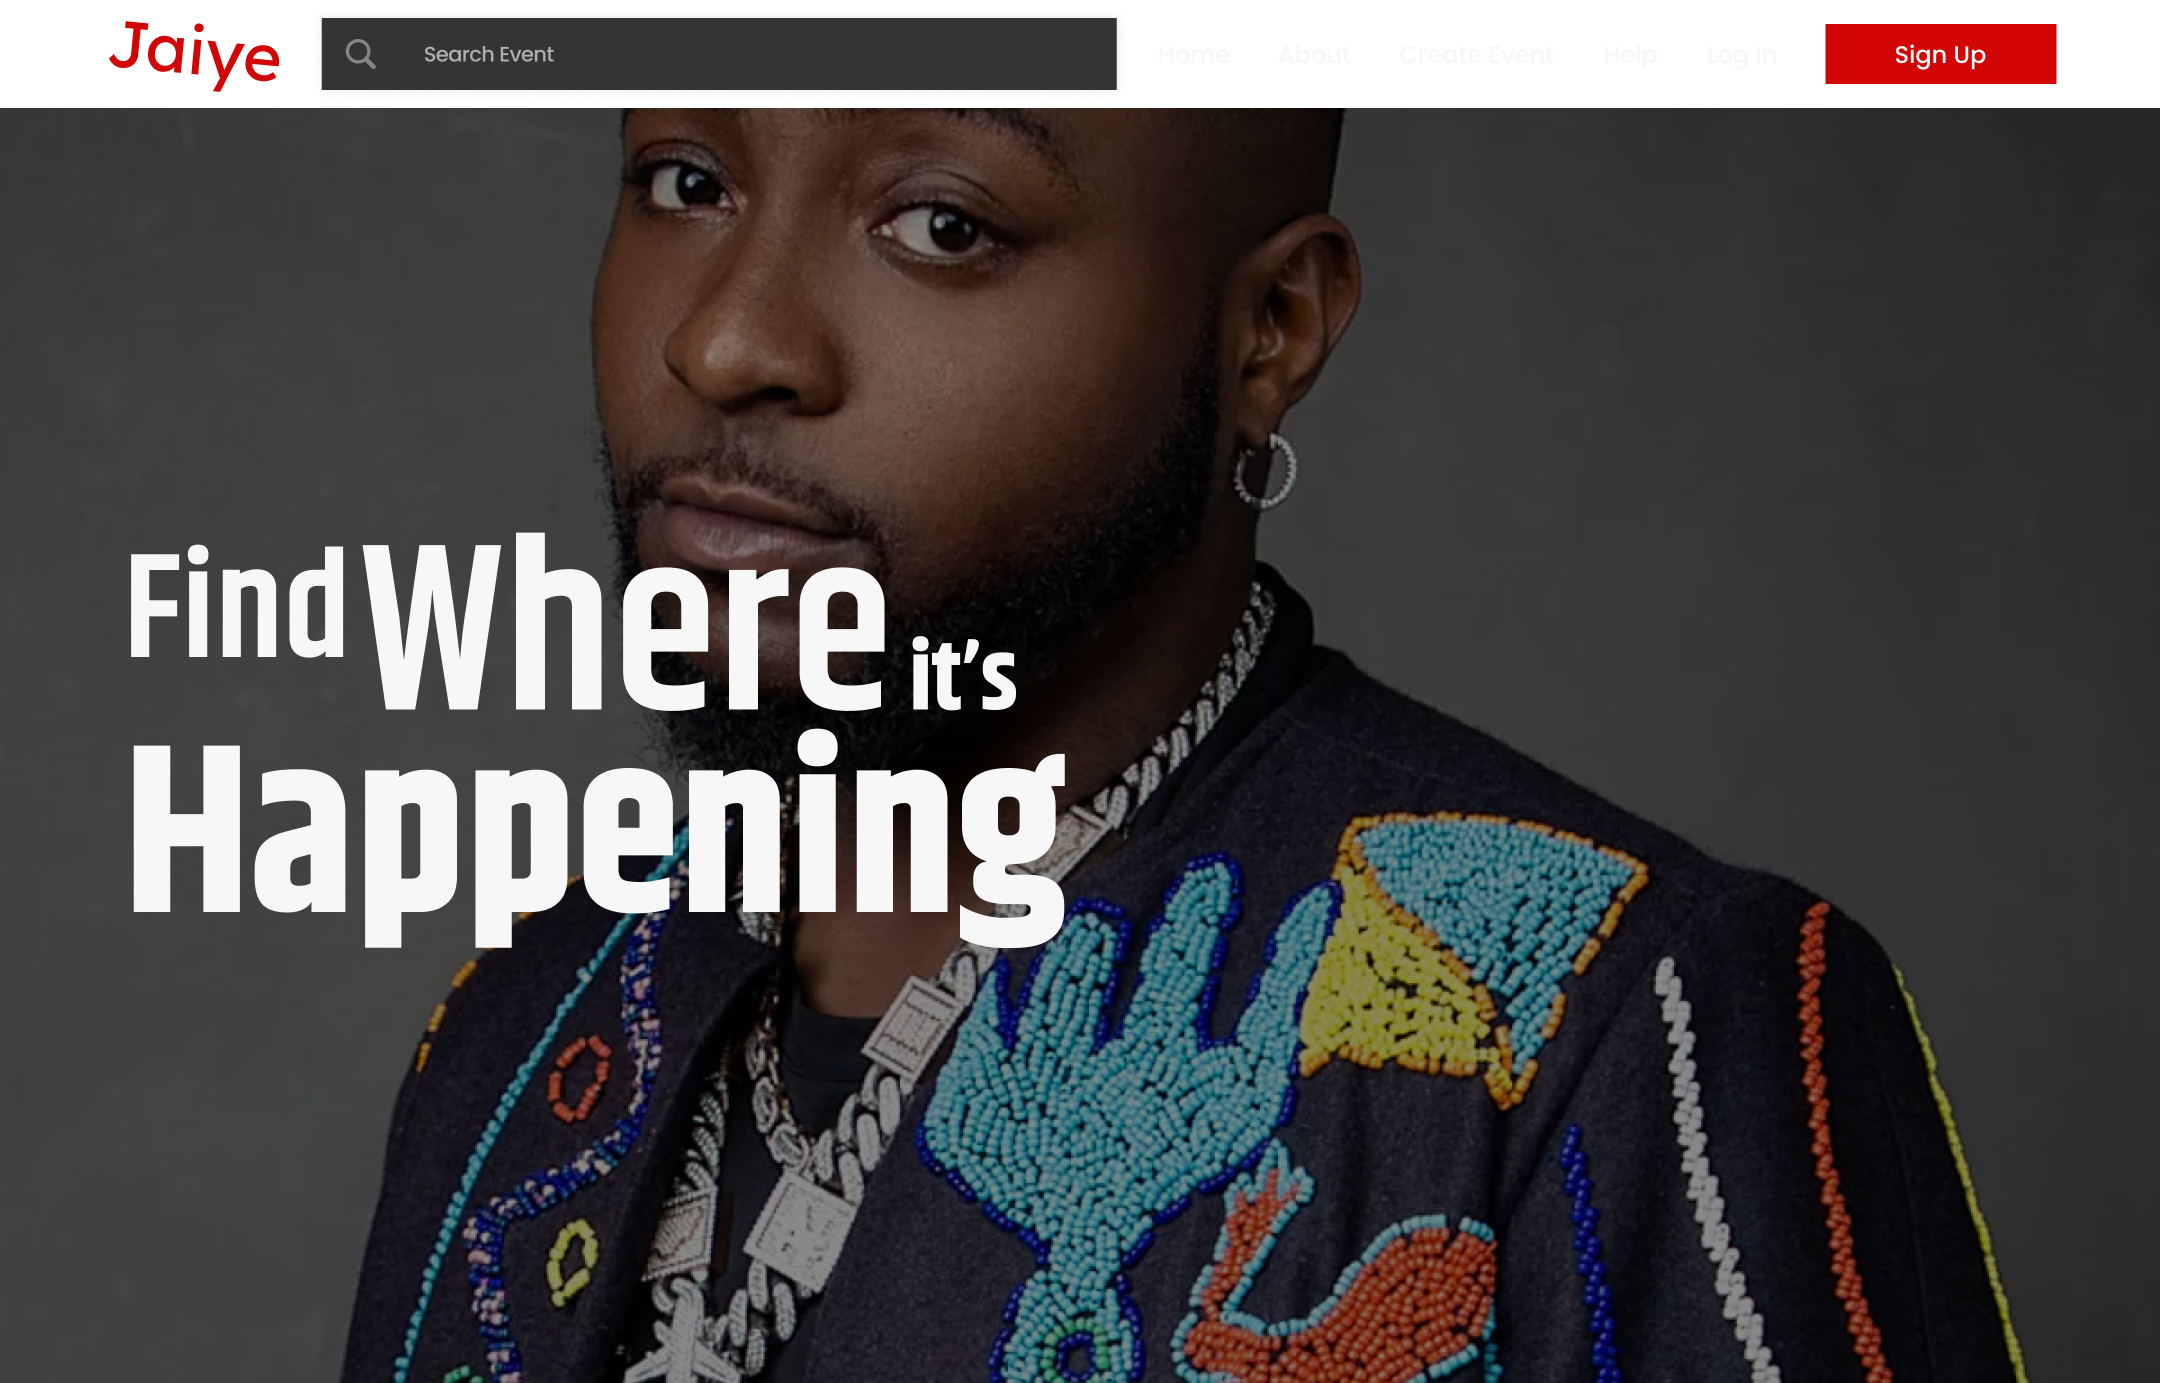 Jaiye
Search Event
Home About Create Event Help Log In
Sign Up
Find Where it’s
Happening